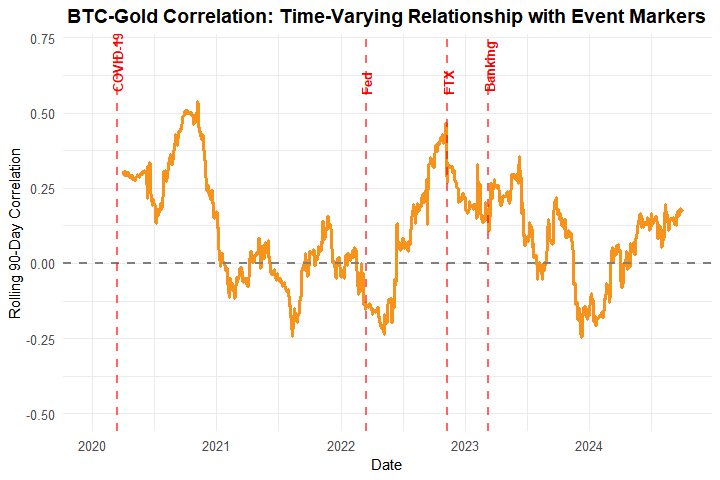 BTC-Gold Correlation: Time-Varying Relationship with Event Markers
Rolling 90-Day Correlation
0.75
0.50
0.25
0.00
-0.25
-0.50
COVID-19
Fed
FTX
Banking
2020
2021
2022
2023
2024
Date